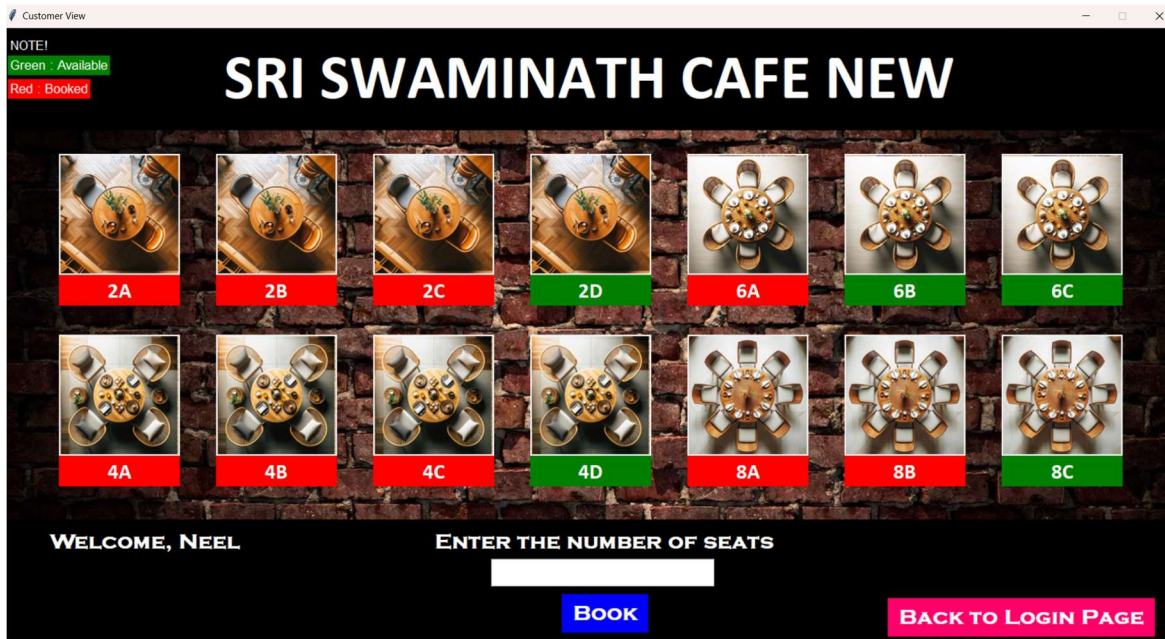 Customer View
NOTE!
Green : Available
Red : Booked
SRI SWAMINATH CAFE NEW
2A 2B 2C 2D 6A 6B 6C
4A 4B 4C 4D 8A 8B 8C
WELCOME, NEEL
ENTER THE NUMBER OF SEATS
BOOK
BACK TO LOGIN PAGE